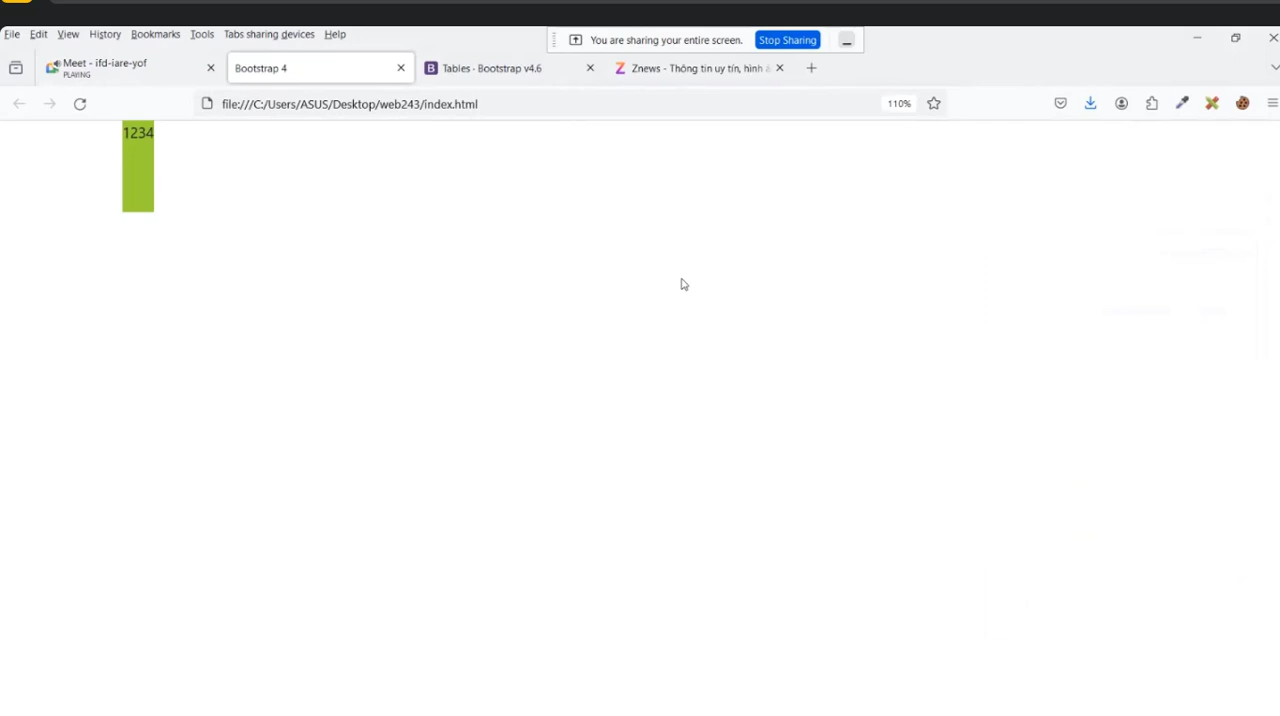 File Edit View History Bookmarks Tools Tabs sharing devices Help
You are sharing your entire screen. Stop Sharing
Meet - ifd-iare-yof
PLAYING
Bootstrap 4
Tables - Bootstrap v4.6
Znews - Thông tin uy tín, hình ả
file:///C:/Users/ASUS/Desktop/web243/index.html
110%
1234